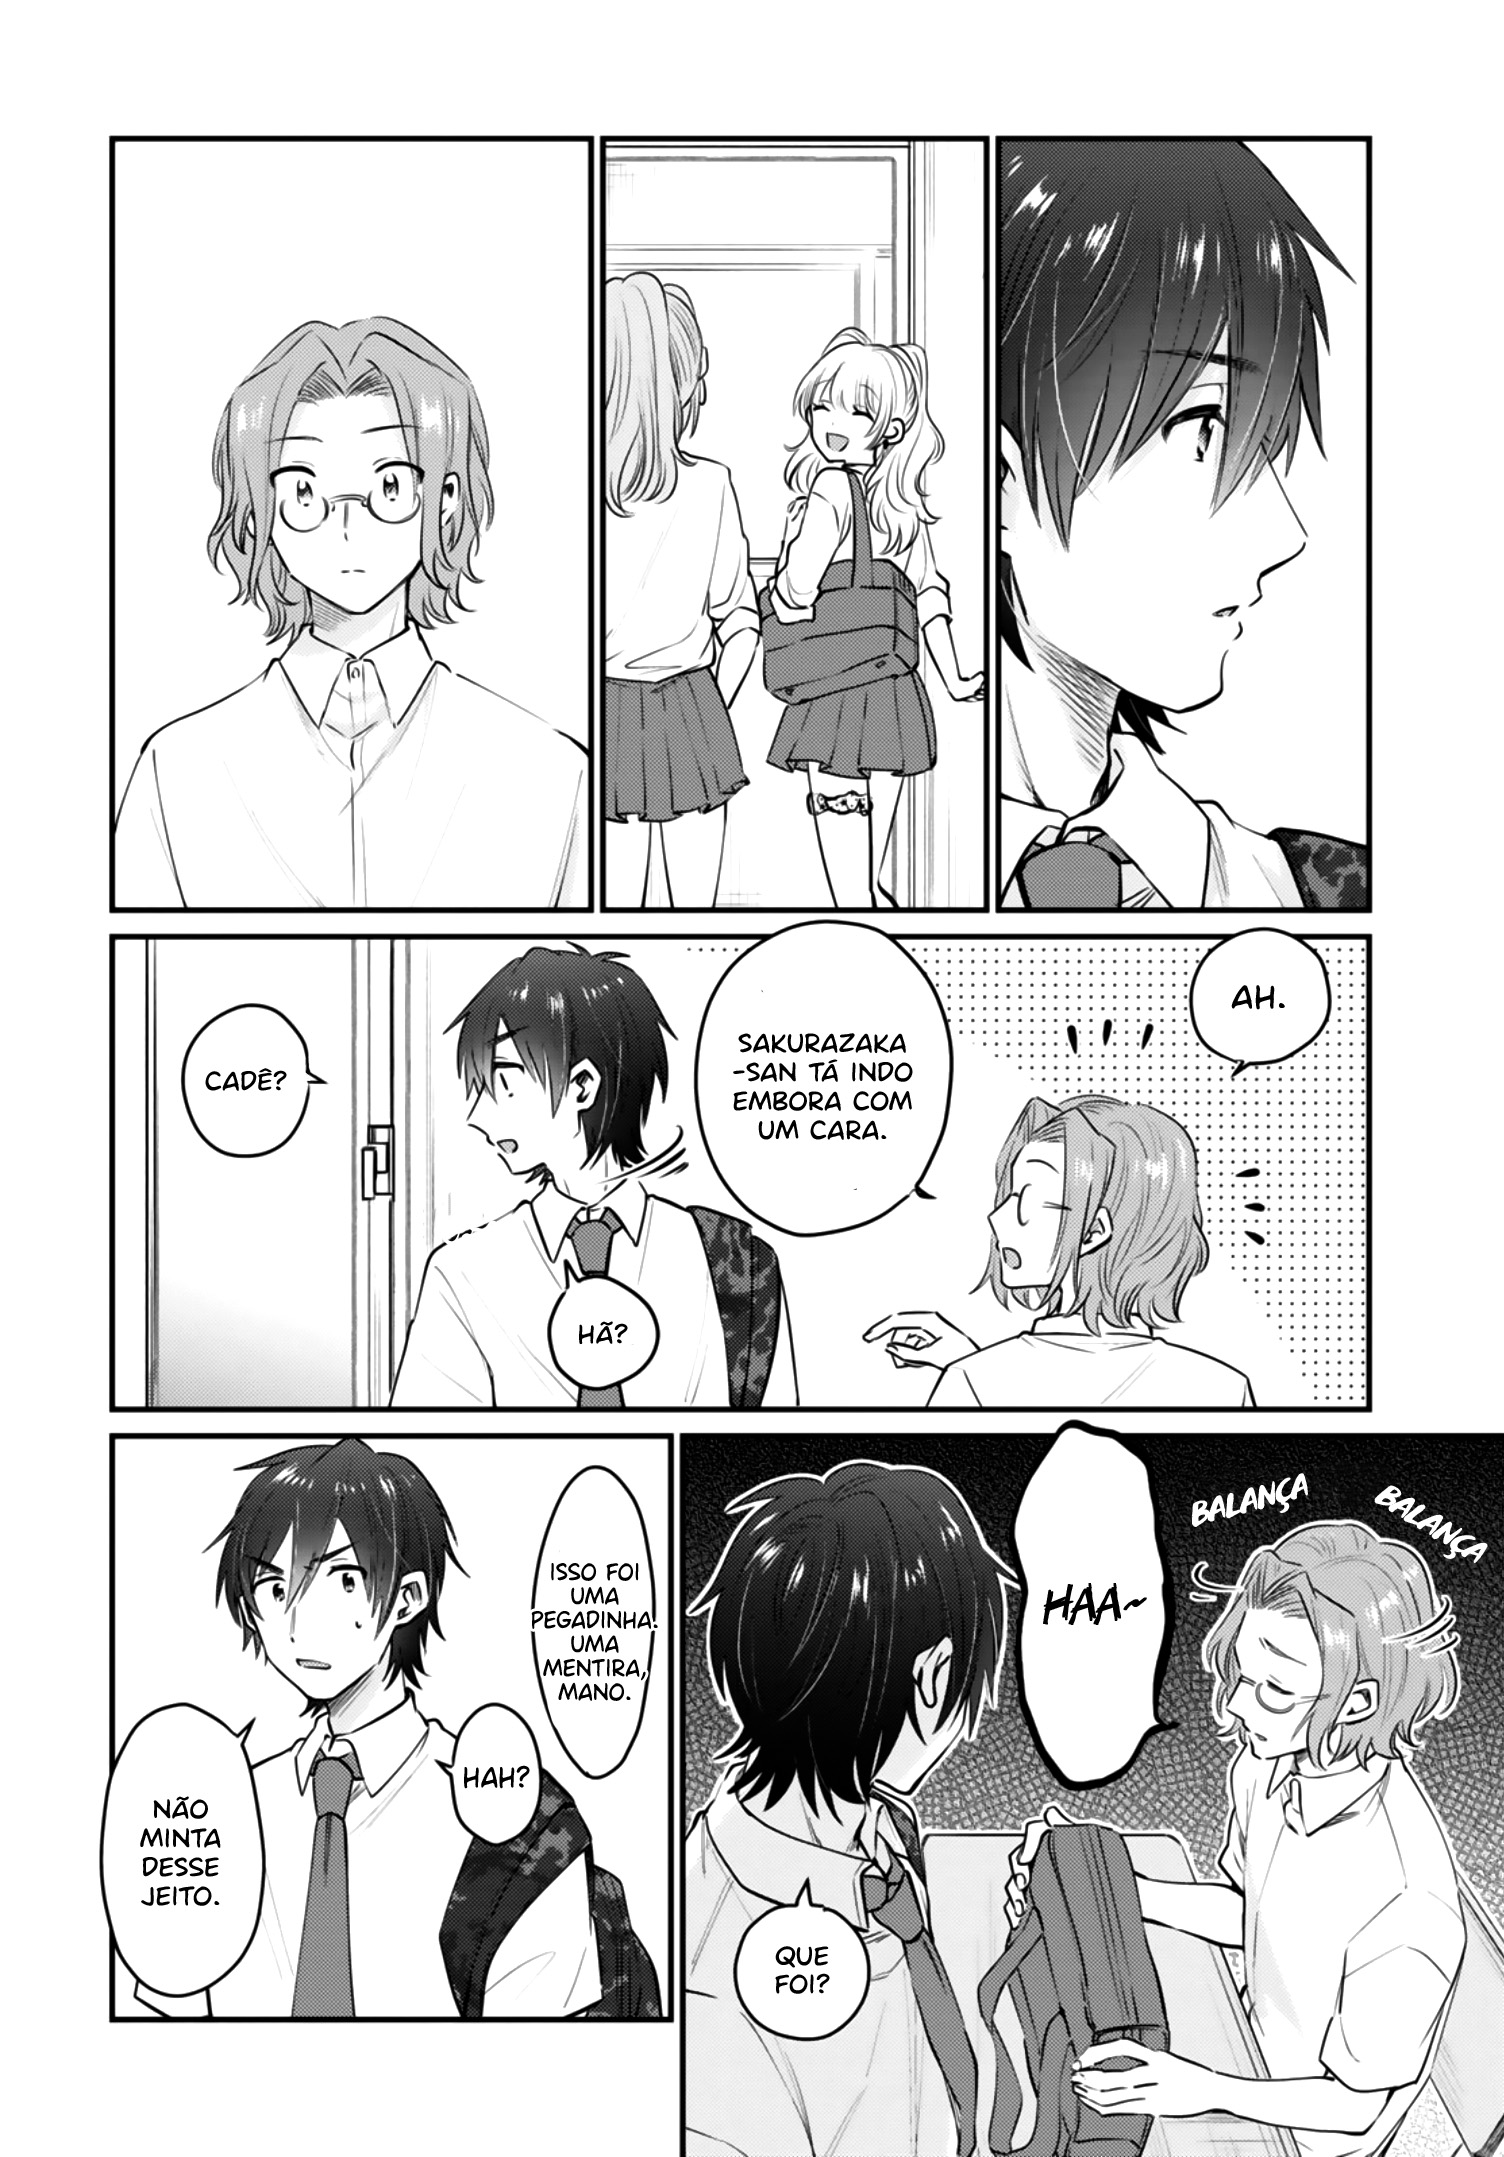 AH.
SAKURAZAKA
-SAN TÁ INDO
EMBORA COM
UM CARA.
HÃ?
CADÊ?
BALANÇA
BALANÇA
HAA~
QUE
FOI?
ISSO FOI
UMA
PEGADINHA.
UMA
MENTIRA,
MANO.
HAH?
NÃO
MINTA
DESSE
JEITO.